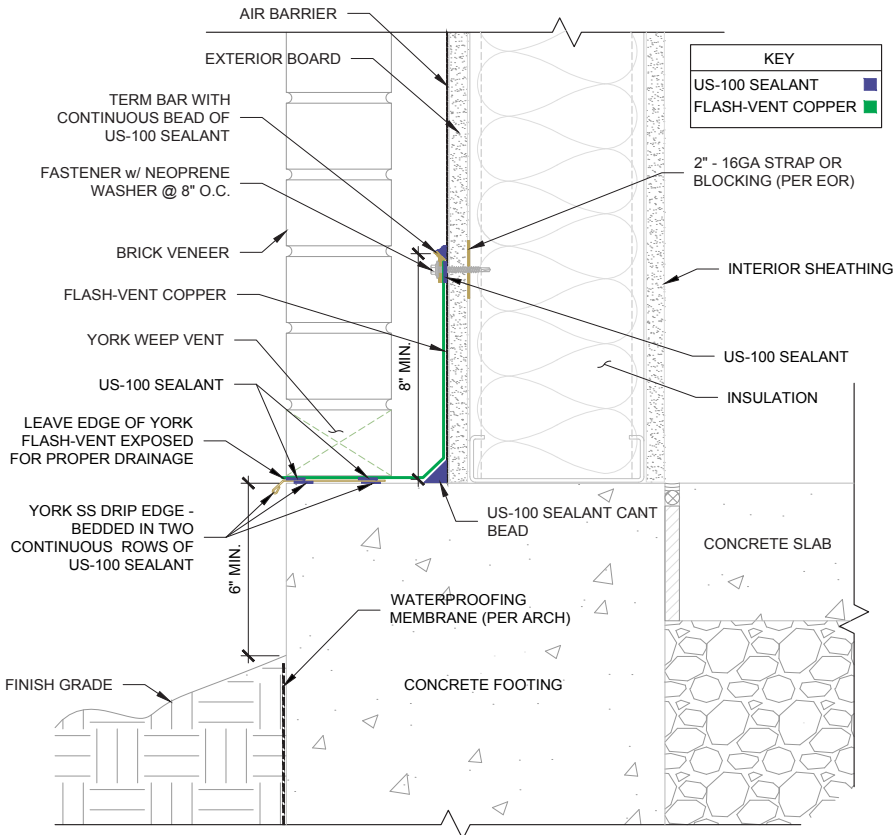 AIR BARRIER
EXTERIOR BOARD
TERM BAR WITH
CONTINUOUS BEAD OF
US-100 SEALANT
FASTENER w/ NEOPRENE
WASHER @ 8" O.C.
BRICK VENEER
FLASH-VENT COPPER
YORK WEEP VENT
US-100 SEALANT
LEAVE EDGE OF YORK
FLASH-VENT EXPOSED
FOR PROPER DRAINAGE
YORK SS DRIP EDGE -
BEDDED IN TWO
CONTINUOUS ROWS OF
US-100 SEALANT
FINISH GRADE
8" MIN.
6" MIN.
KEY
US-100 SEALANT
FLASH-VENT COPPER
2" - 16GA STRAP OR
BLOCKING (PER EOR)
INTERIOR SHEATHING
US-100 SEALANT
INSULATION
US-100 SEALANT CANT
BEAD
CONCRETE SLAB
WATERPROOFING
MEMBRANE (PER ARCH)
CONCRETE FOOTING